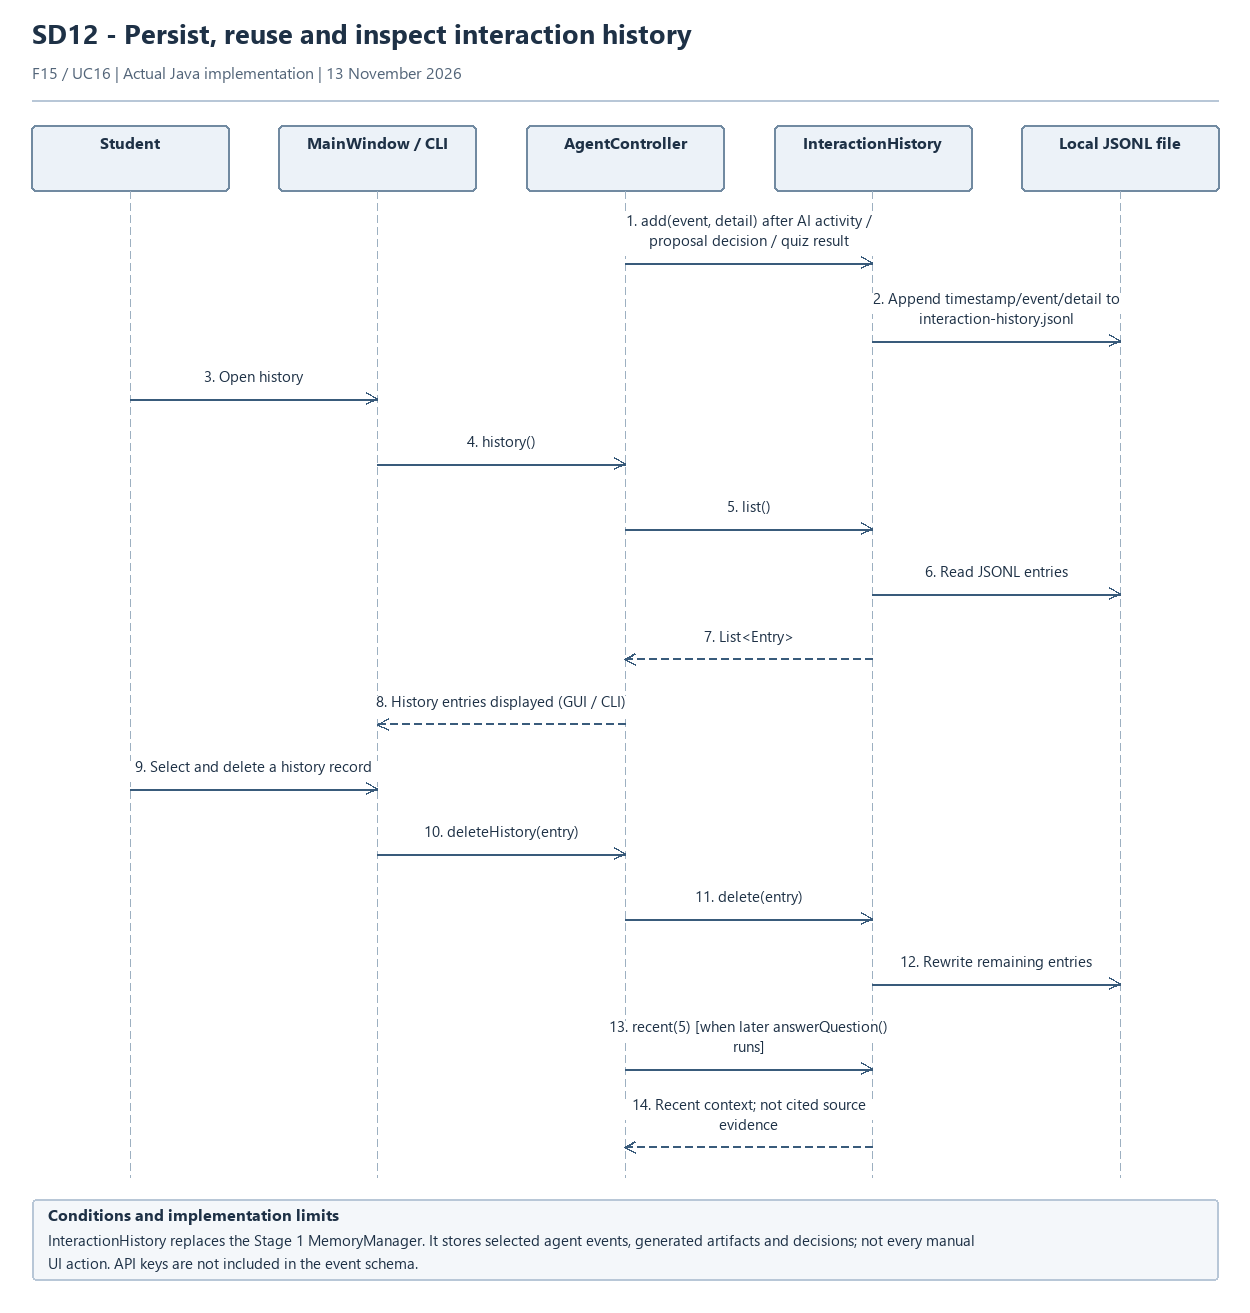 SD12 - Persist, reuse and inspect interaction history
F15 / UC16 | Actual Java implementation | 13 November 2026
Student
MainWindow / CLI
AgentController
InteractionHistory
Local JSONL file
1. add(event, detail) after AI activity /
proposal decision / quiz result
2. Append timestamp/event/detail to
interaction-history.jsonl
3. Open history
4. history()
5. list()
6. Read JSONL entries
7. List<Entry>
8. History entries displayed (GUI / CLI)
9. Select and delete a history record
10. deleteHistory(entry)
11. delete(entry)
12. Rewrite remaining entries
13. recent(5) [when later answerQuestion()
runs]
14. Recent context; not cited source
evidence
Conditions and implementation limits
InteractionHistory replaces the Stage 1 MemoryManager. It stores selected agent events, generated artifacts and decisions; not every manual
UI action. API keys are not included in the event schema.